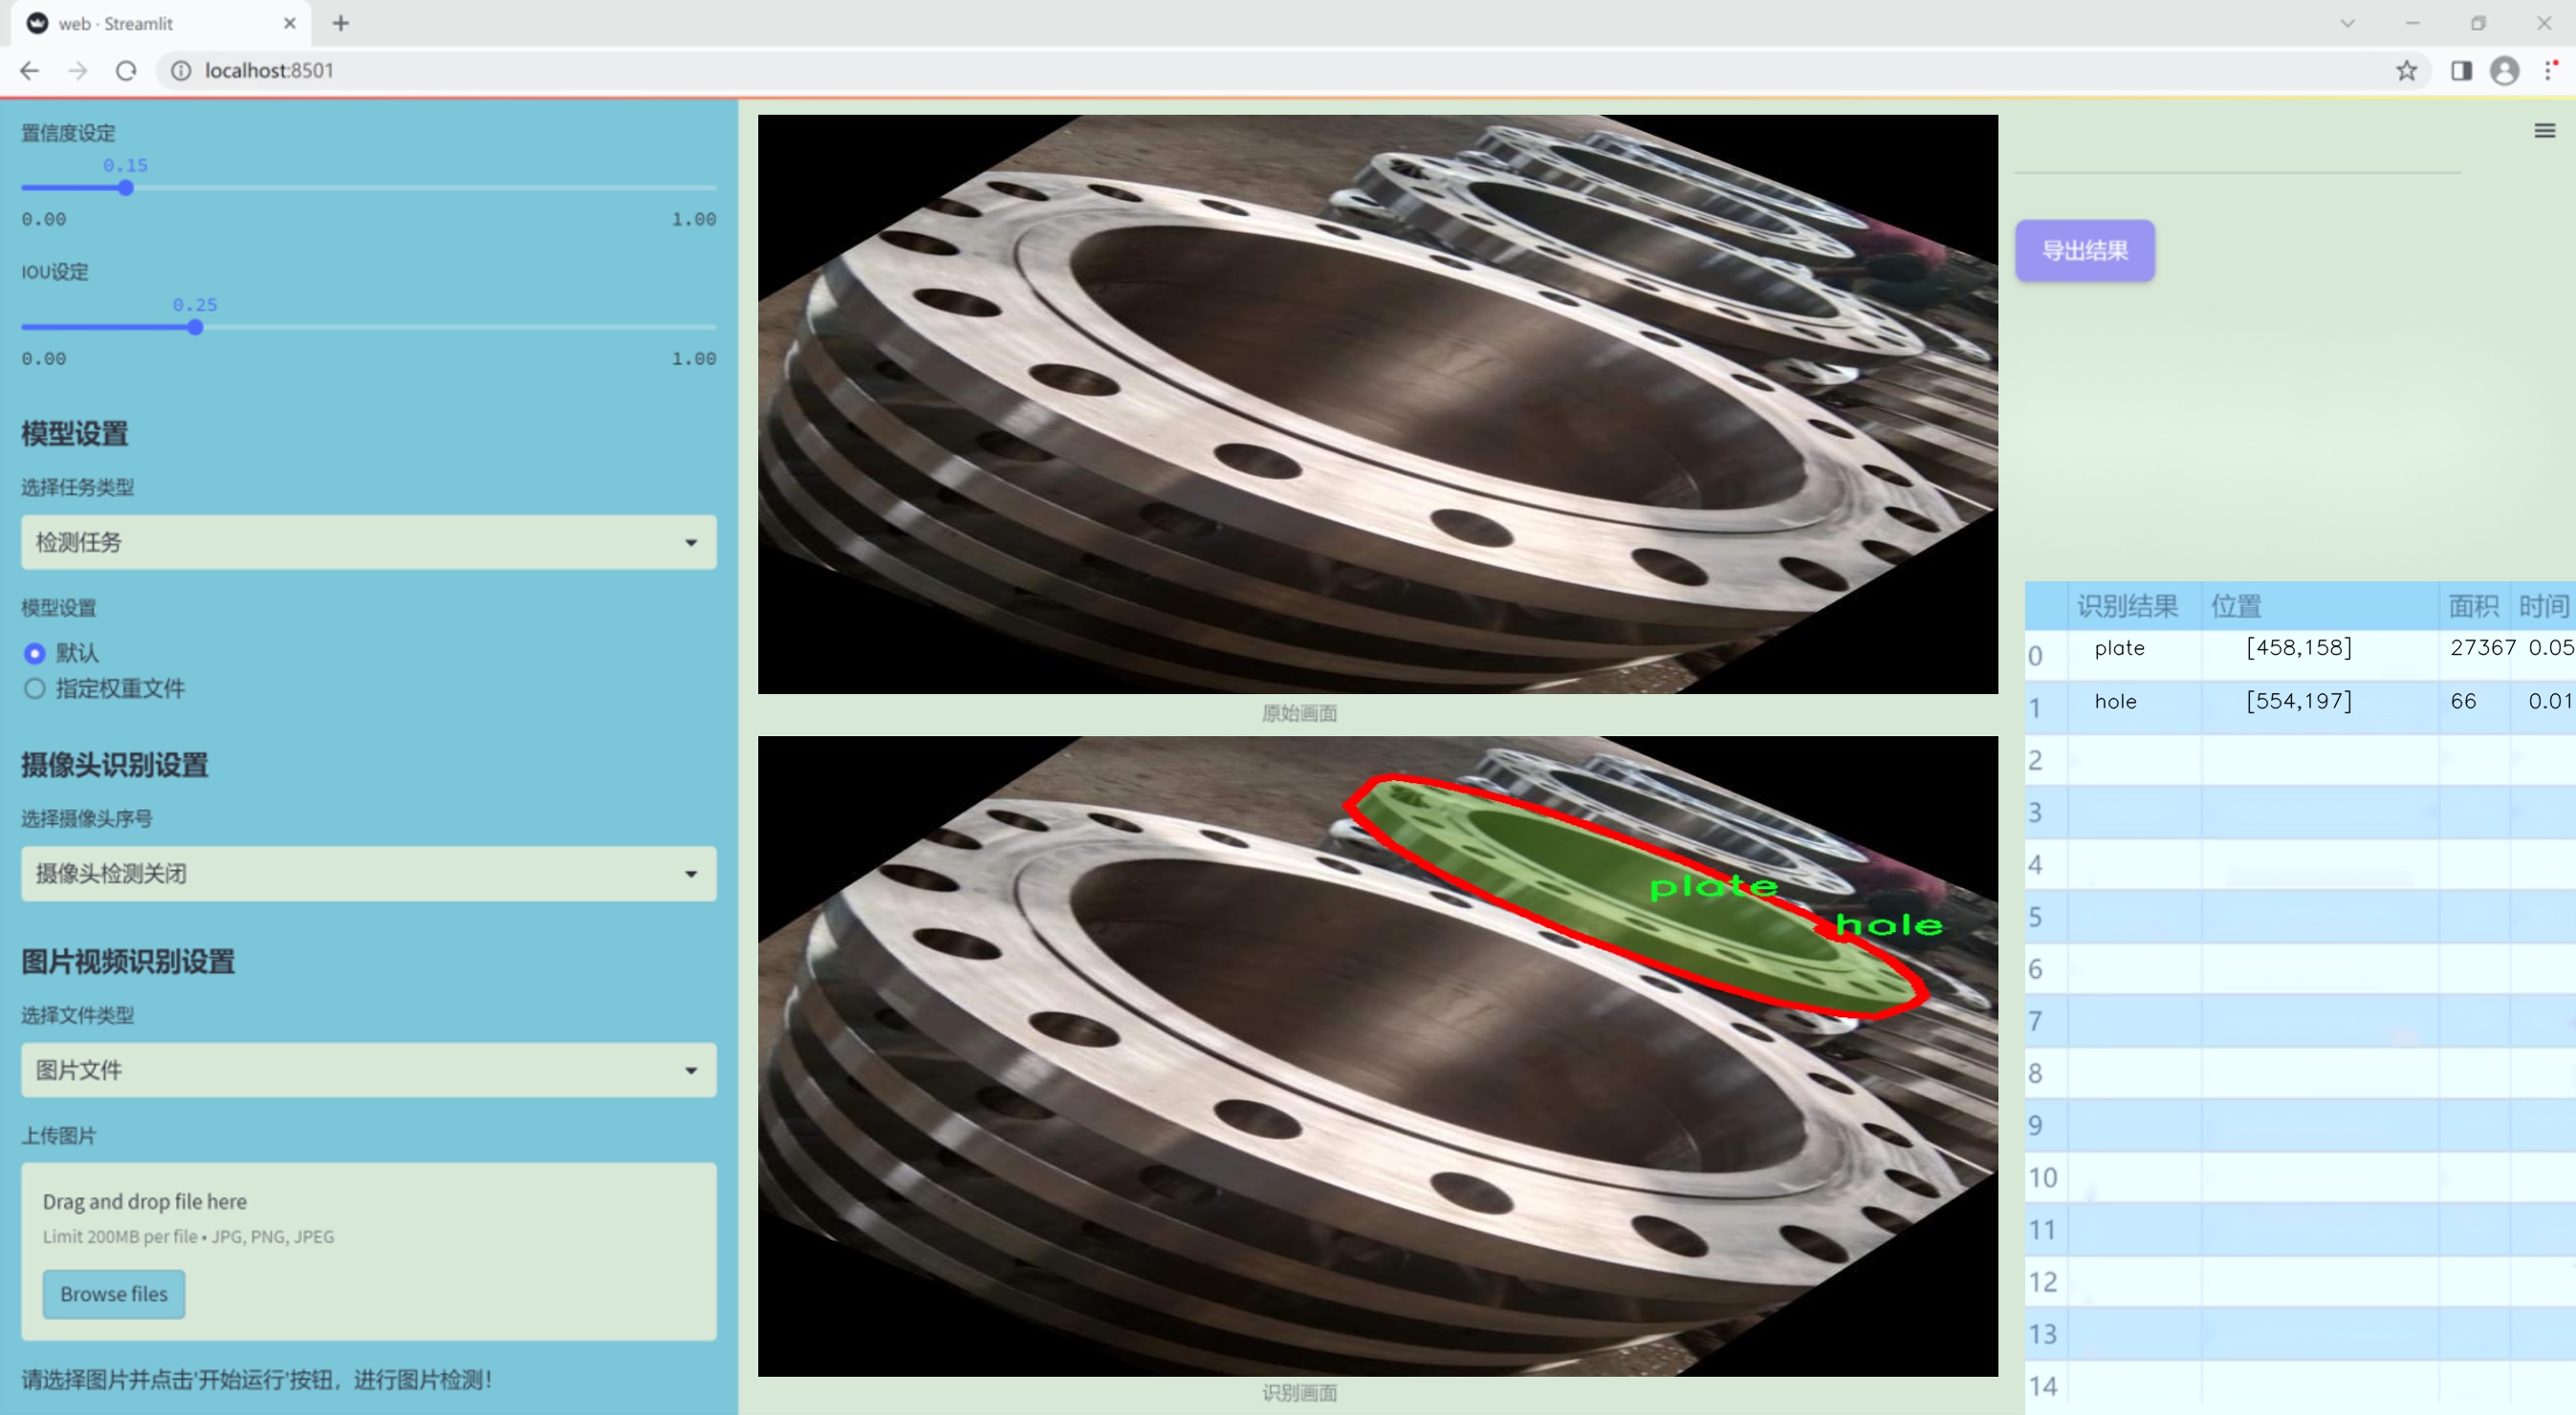 web · Streamlit
localhost:8501
置信度设定
0.15
0.00 1.00
IOU设定
0.25
0.00 1.00
模型设置
选择任务类型
检测任务
模型设置
默认
指定权重文件
摄像头识别设置
选择摄像头序号
摄像头检测关闭
图片视频识别设置
选择文件类型
图片文件
上传图片
Drag and drop file here
Limit 200MB per file • JPG, PNG, JPEG
Browse files
请选择图片并点击'开始运行'按钮，进行图片检测！
原始画面
plate
hole
识别画面
导出结果
识别结果 位置 面积 时间
0 plate [458,158] 27367 0.05
1 hole [554,197] 66 0.01
2
3
4
5
6
7
8
9
10
11
12
13
14